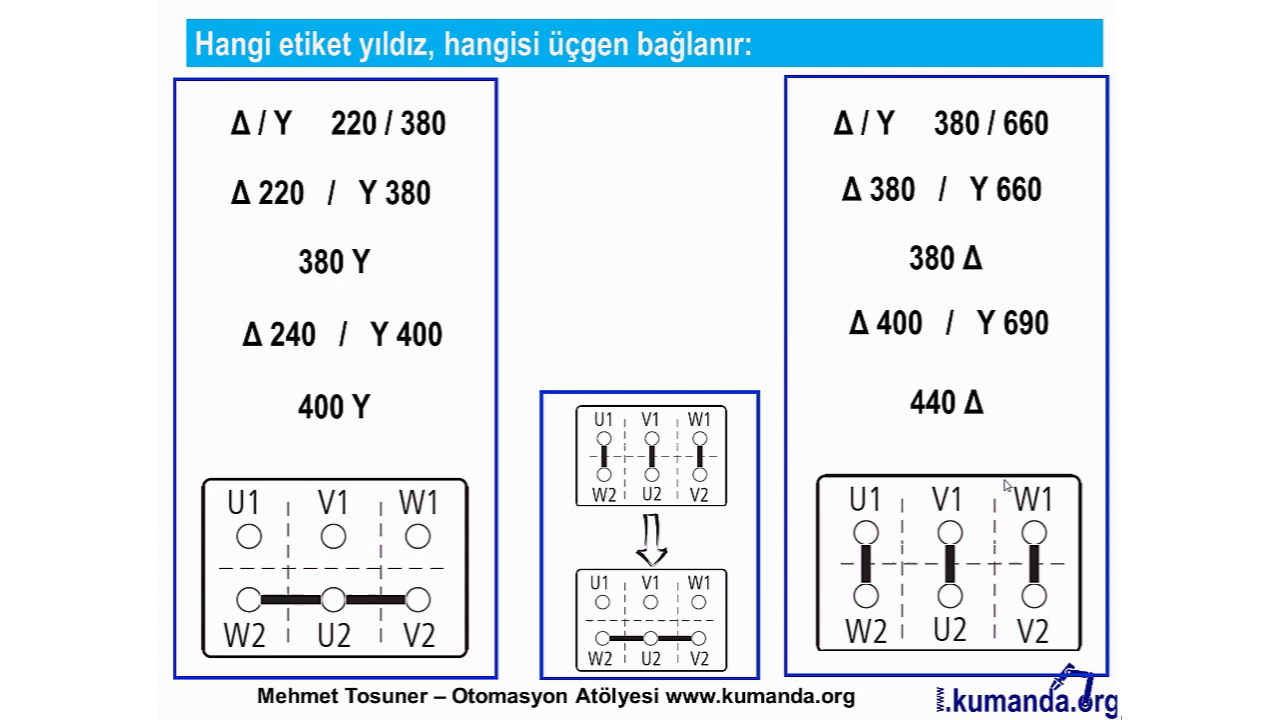 Hangi etiket yıldız, hangisi üçgen bağlanır:
Δ / Y 220 / 380
Δ 220 / Y 380
380 Y
Δ 240 / Y 400
400 Y
U1 V1 W1
W2 U2 V2
U1 V1 W1
W2 U2 V2
U1 V1 W1
W2 U2 V2
Δ / Y 380 / 660
Δ 380 / Y 660
380 Δ
Δ 400 / Y 690
440 Δ
U1 V1 W1
W2 U2 V2
Mehmet Tosuner – Otomasyon Atölyesi www.kumanda.org
www.kumanda.org